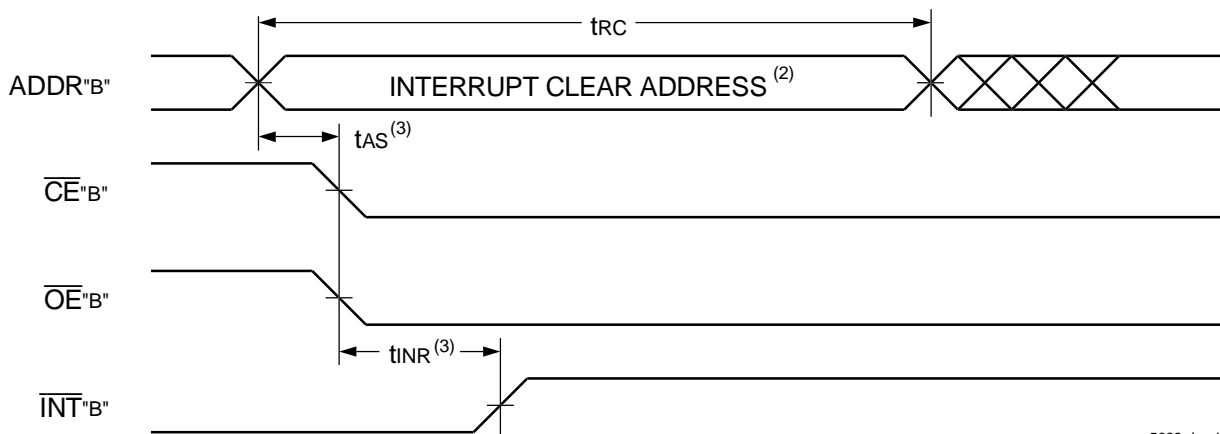 tRC
ADDR"B"
INTERRUPT CLEAR ADDRESS (2)
tAS (3)
CE"B"
OE"B"
tINR (3)
INT"B"